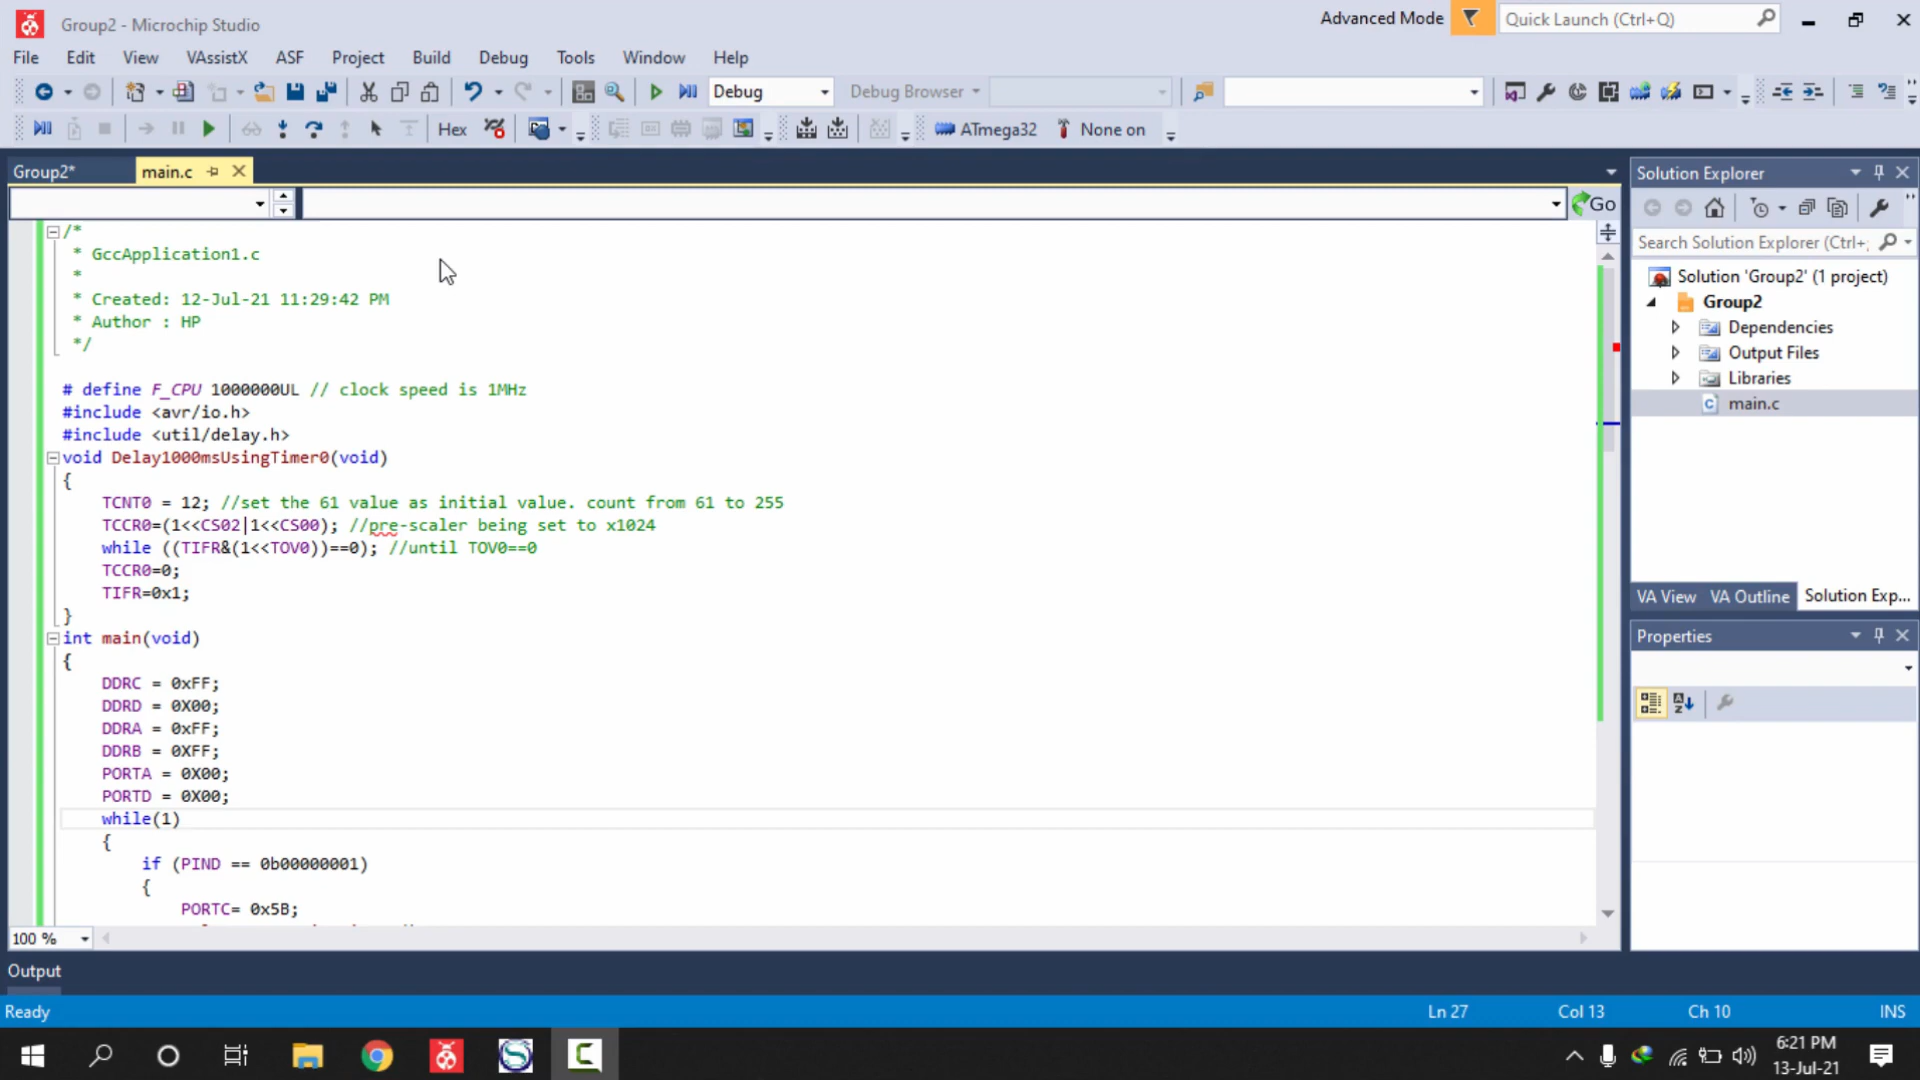 Group2 - Microchip Studio
Advanced Mode
Quick Launch (Ctrl+Q)
File Edit View VAssistX ASF Project Build Debug Tools Window Help
Debug
Debug Browser
Hex
ATmega32
None on
Group2*
main.c
Go
/*
* GccApplication1.c
*
* Created: 12-Jul-21 11:29:42 PM
* Author : HP
*/
# define F_CPU 1000000UL // clock speed is 1MHz
#include <avr/io.h>
#include <util/delay.h>
void Delay1000msUsingTimer0(void)
{
TCNT0 = 12; //set the 61 value as initial value. count from 61 to 255
TCCR0=(1<<CS02|1<<CS00); //pre-scaler being set to x1024
while ((TIFR&(1<<TOV0))==0); //until TOV0==0
TCCR0=0;
TIFR=0x1;
}
int main(void)
{
DDRC = 0xFF;
DDRD = 0X00;
DDRA = 0xFF;
DDRB = 0XFF;
PORTA = 0X00;
PORTD = 0X00;
while(1)
{
if (PIND == 0b00000001)
{
PORTC= 0x5B;
100 %
Solution Explorer
Search Solution Explorer (Ctrl+;
Solution 'Group2' (1 project)
Group2
Dependencies
Output Files
Libraries
main.c
VA View VA Outline Solution Exp...
Properties
Output
Ready
Ln 27
Col 13
Ch 10
INS
6:21 PM
13-Jul-21